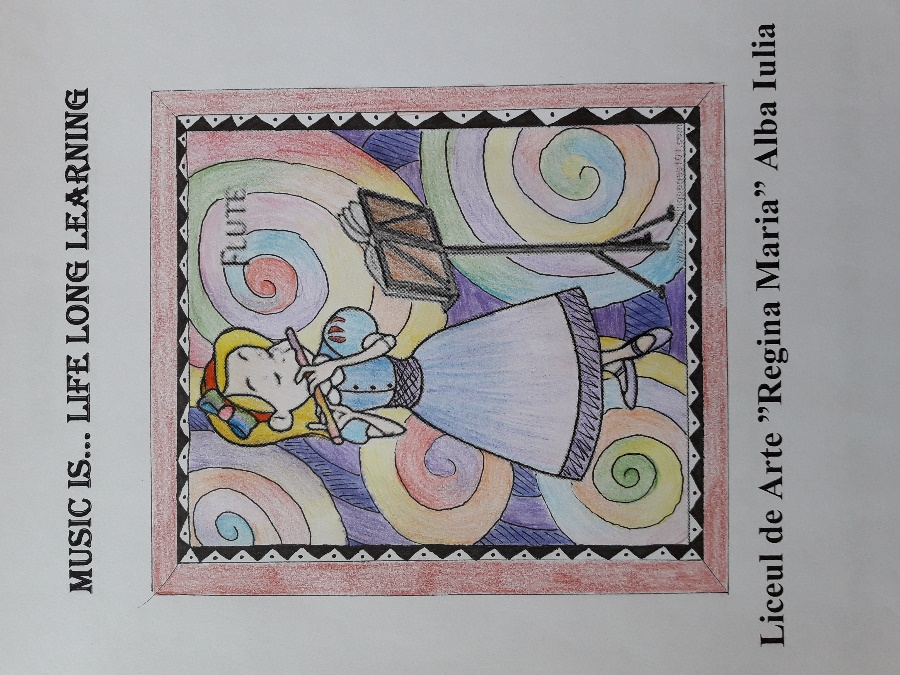 MUSIC IS... LIFE LONG LEARNING
FLUTE
Liceul de Arte ”Regina Maria” Alba Iulia